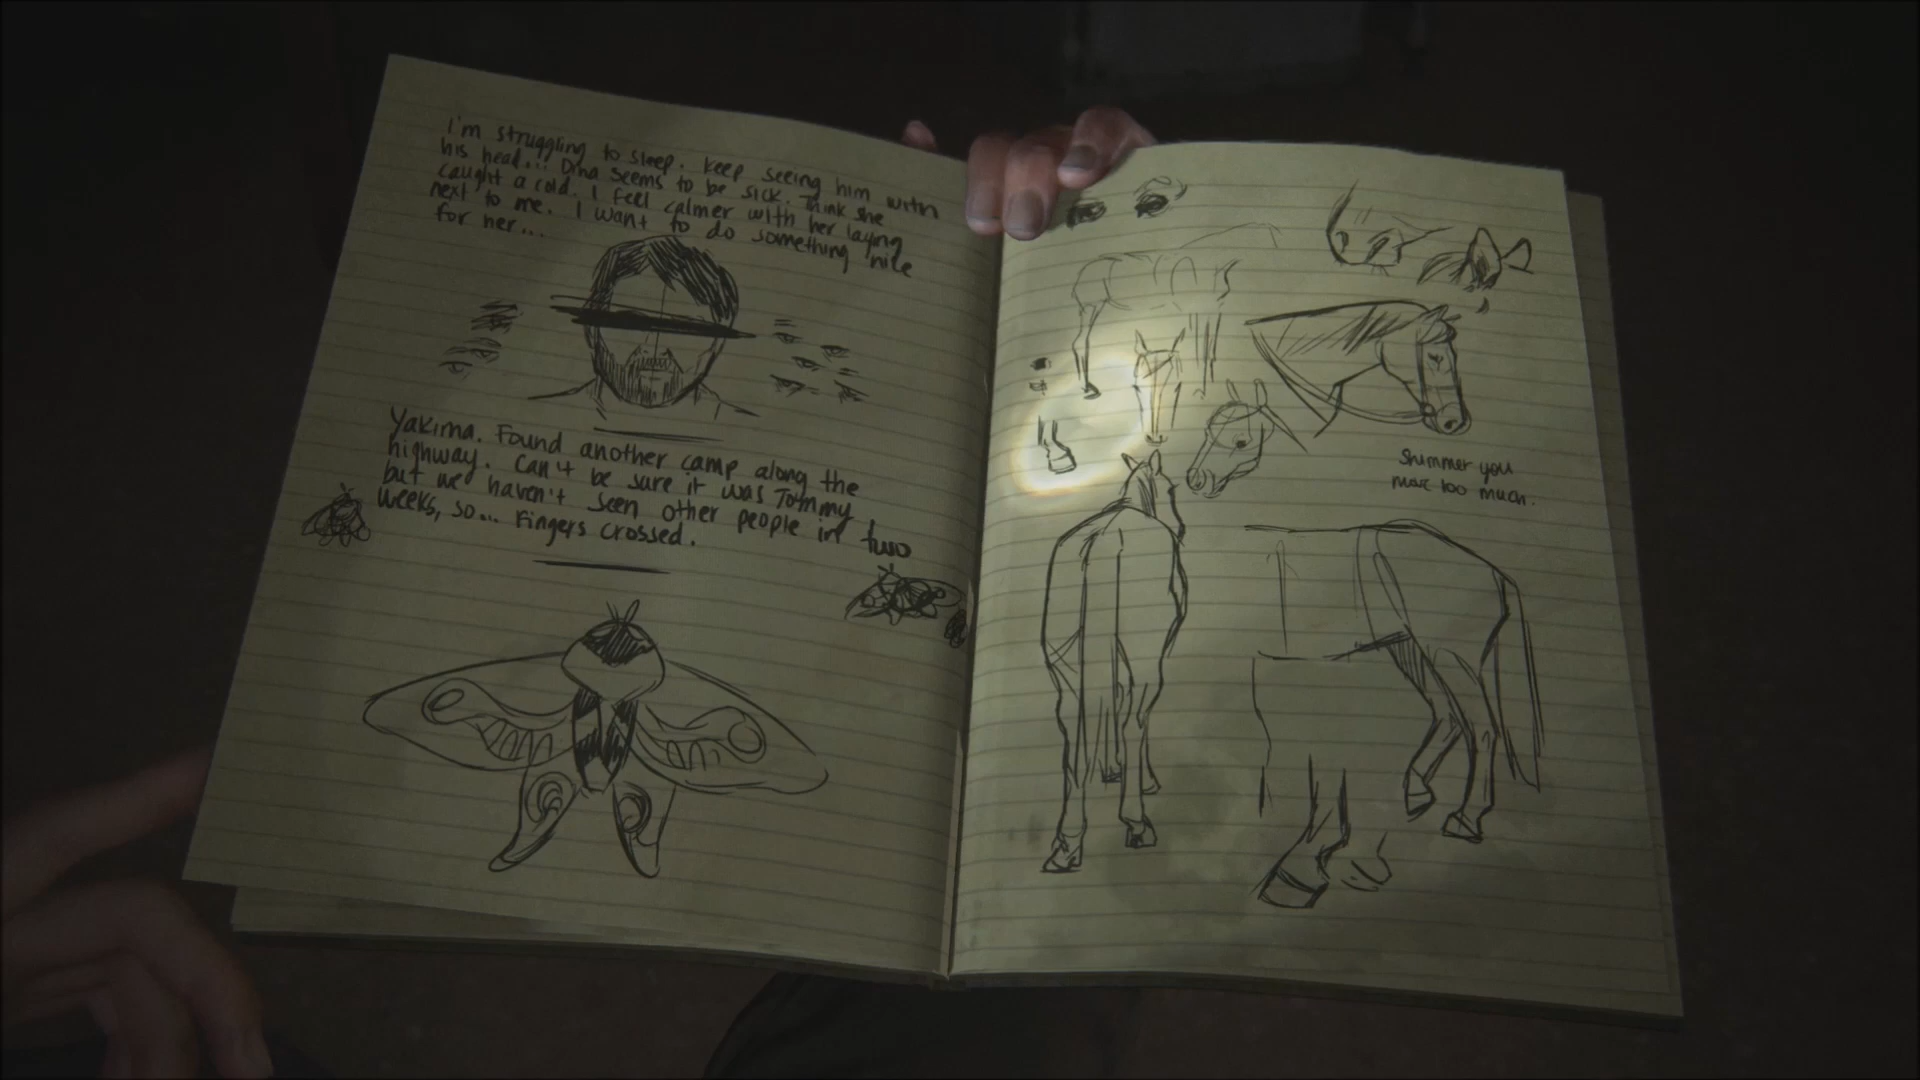 I'm struggling to sleep. Keep seeing him with
his head... Dina seems to be sick. Think she
caught a cold. I feel calmer with her laying
next to me. I want to do something nice
for her...
Yakima. Found another camp along the
highway. Can't be sure it was Tommy
but we haven't seen other people in two
weeks, so... Fingers crossed.
Shimmer you
move too much.